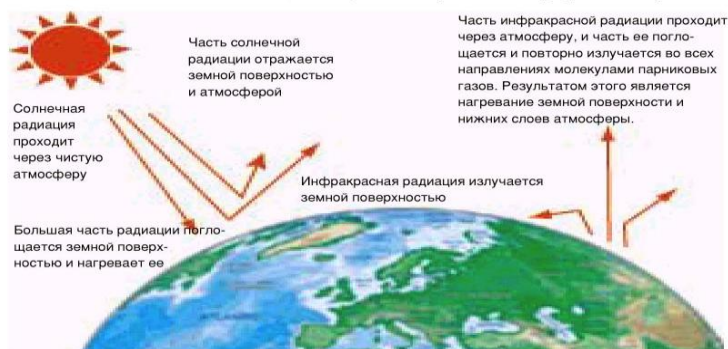 Часть солнечной
радиации отражается
земной поверхностью
и атмосферой
Часть инфракрасной радиации проходит
через атмосферу, и часть ее погло-
щается и повторно излучается во всех
направлениях молекулами парниковых
газов. Результатом этого является
нагревание земной поверхности и
нижних слоев атмосферы.
Солнечная
радиация
проходит
через чистую
атмосферу
Инфракрасная радиация излучается
земной поверхностью
Большая часть радиации погло-
щается земной поверх-
ностью и нагревает ее